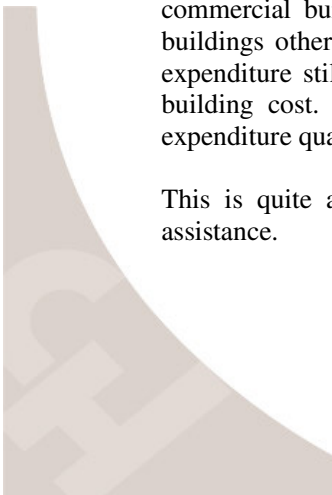 commercial bu
buildings other
expenditure stil
building cost.
expenditure qua
This is quite a
assistance.